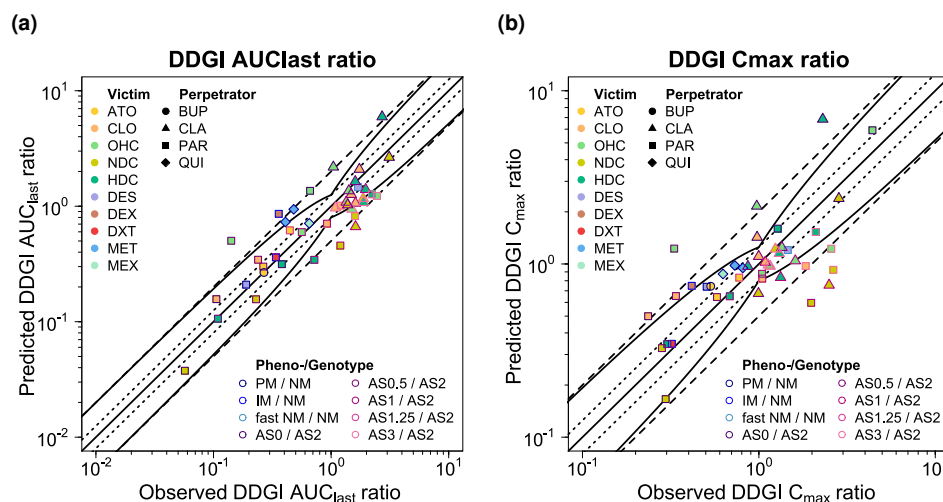 (a)
DDGI AUClast ratio
Predicted DDGI AUClast ratio
10^1
10^0
10^-1
10^-2
Victim Perpetrator
ATO BUP
CLO CLA
OHC PAR
NDC QUI
HDC
DES
DEX
DXT
MET
MEX
Pheno-/Genotype
PM / NM AS0.5 / AS2
IM / NM AS1 / AS2
fast NM / NM AS1.25 / AS2
AS0 / AS2 AS3 / AS2
10^-2 10^-1 10^0 10^1
Observed DDGI AUClast ratio
(b)
DDGI Cmax ratio
Predicted DDGI Cmax ratio
10^1
10^0
10^-1
Victim Perpetrator
ATO BUP
CLO CLA
OHC PAR
NDC QUI
HDC
DES
DEX
DXT
MET
MEX
Pheno-/Genotype
PM / NM AS0.5 / AS2
IM / NM AS1 / AS2
fast NM / NM AS1.25 / AS2
AS0 / AS2 AS3 / AS2
10^-1 10^0 10^1
Observed DDGI Cmax ratio